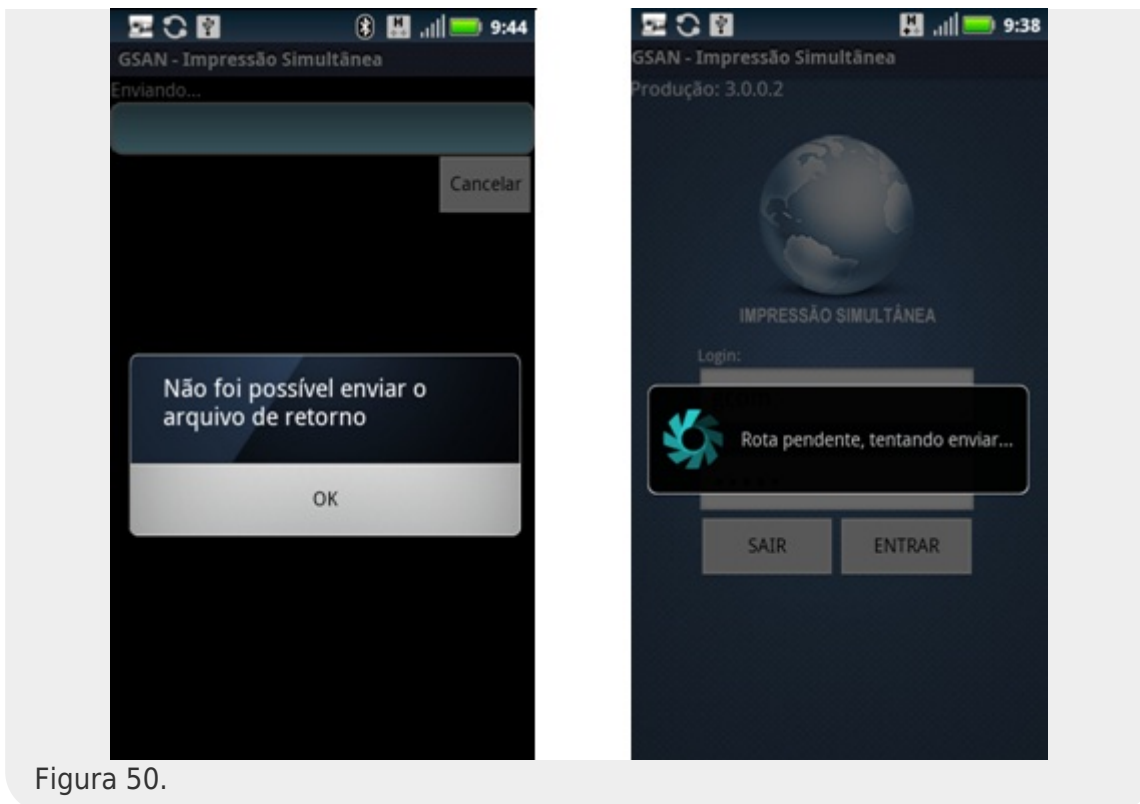 9:44
GSAN - Impressão Simultânea
Enviando...
Cancelar
Não foi possível enviar o
arquivo de retorno
OK
9:38
GSAN - Impressão Simultânea
Produção: 3.0.0.2
IMPRESSÃO SIMULTÂNEA
Login:
Rota pendente, tentando enviar...
SAIR
ENTRAR
Figura 50.